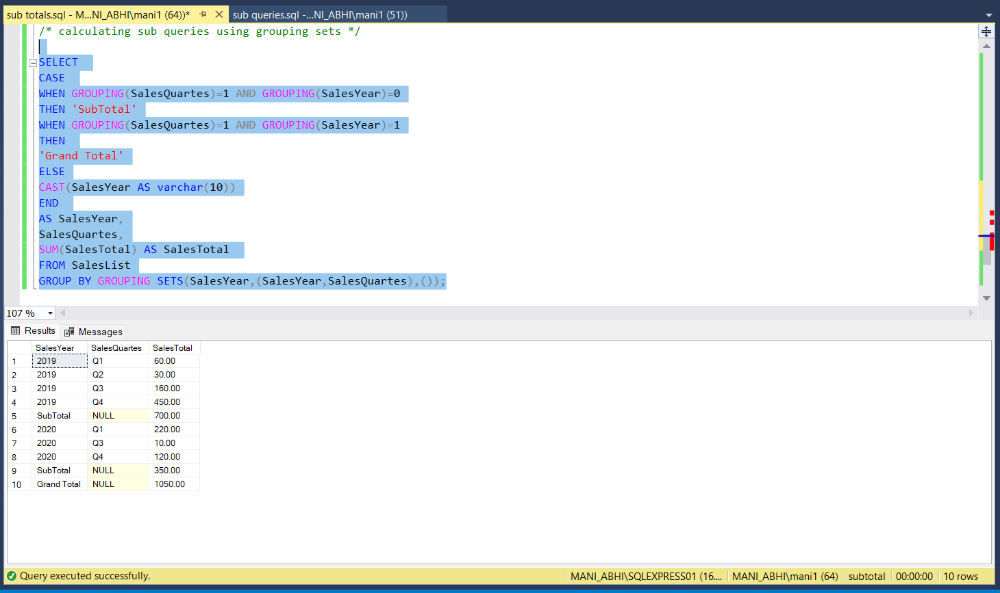 sub totals.sql - M...NI_ABHI\mani1 (64))* sub queries.sql -...NI_ABHI\mani1 (51))
/* calculating sub queries using grouping sets */
SELECT
CASE
WHEN GROUPING(SalesQuartes)=1 AND GROUPING(SalesYear)=0
THEN 'SubTotal'
WHEN GROUPING(SalesQuartes)=1 AND GROUPING(SalesYear)=1
THEN
'Grand Total'
ELSE
CAST(SalesYear AS varchar(10))
END
AS SalesYear,
SalesQuartes,
SUM(SalesTotal) AS SalesTotal
FROM SalesList
GROUP BY GROUPING SETS(SalesYear,(SalesYear,SalesQuartes),());
107 %
Results Messages
SalesYear SalesQuartes SalesTotal
1 2019 Q1 60.00
2 2019 Q2 30.00
3 2019 Q3 160.00
4 2019 Q4 450.00
5 SubTotal NULL 700.00
6 2020 Q1 220.00
7 2020 Q3 10.00
8 2020 Q4 120.00
9 SubTotal NULL 350.00
10 Grand Total NULL 1050.00
Query executed successfully. MANI_ABHI\SQLEXPRESS01 (16.... MANI_ABHI\mani1 (64) subtotal 00:00:00 10 rows